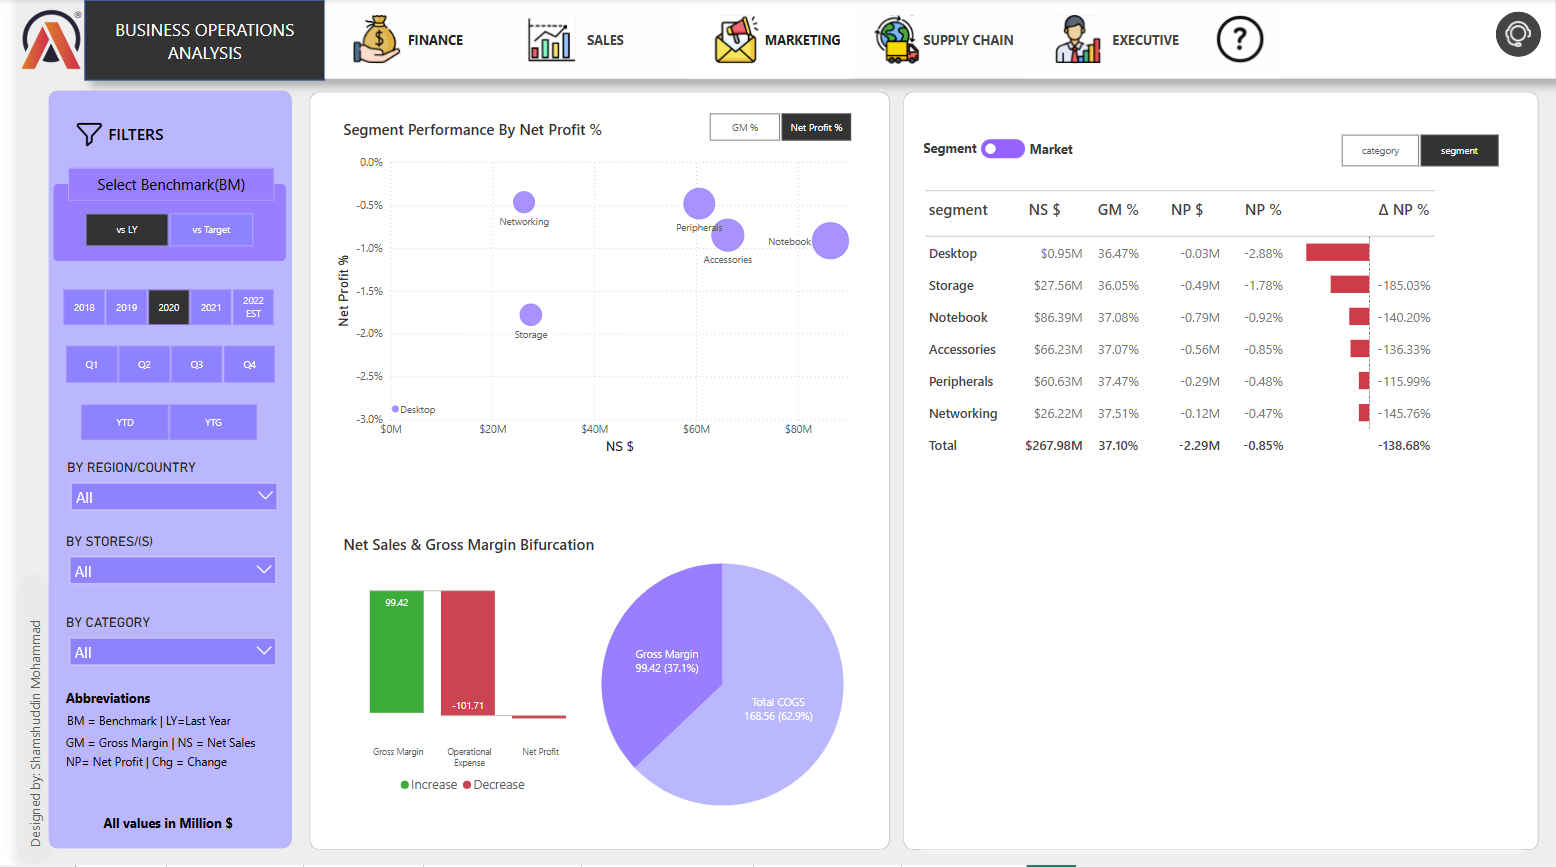 ®
BUSINESS OPERATIONS
ANALYSIS
FINANCE
SALES
MARKETING
SUPPLY CHAIN
EXECUTIVE
?
FILTERS
Select Benchmark(BM)
vs LY
vs Target
2018
2019
2020
2021
2022
EST
Q1
Q2
Q3
Q4
YTD
YTG
BY REGION/COUNTRY
All
BY STORES/(S)
All
BY CATEGORY
All
Abbreviations
BM = Benchmark | LY=Last Year
GM = Gross Margin | NS = Net Sales
NP= Net Profit | Chg = Change
All values in Million $
Designed by: Shamshuddin Mohammad
Segment Performance By Net Profit %
GM %
Net Profit %
Net Profit %
0.0%
-0.5%
-1.0%
-1.5%
-2.0%
-2.5%
-3.0%
Networking
Peripherals
Notebook
Accessories
Storage
Desktop
$0M
$20M
$40M
$60M
$80M
NS $
Net Sales & Gross Margin Bifurcation
99.42
-101.71
Gross Margin
Operational
Expense
Net Profit
Increase
Decrease
Gross Margin
99.42 (37.1%)
Total COGS
168.56 (62.9%)
Segment
Market
category
segment
segment NS $ GM % NP $ NP % Δ NP %
Desktop $0.95M 36.47% -0.03M -2.88%
Storage $27.56M 36.05% -0.49M -1.78% -185.03%
Notebook $86.39M 37.08% -0.79M -0.92% -140.20%
Accessories $66.23M 37.07% -0.56M -0.85% -136.33%
Peripherals $60.63M 37.47% -0.29M -0.48% -115.99%
Networking $26.22M 37.51% -0.12M -0.47% -145.76%
Total $267.98M 37.10% -2.29M -0.85% -138.68%